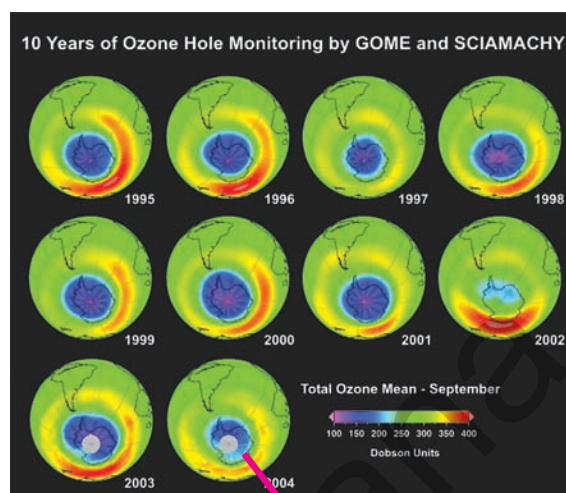 10 Years of Ozone Hole Monitoring by GOME and SCIAMACHY
1995 1996 1997 1998
1999 2000 2001 2002
2003 2004
Total Ozone Mean - September
100 150 200 250 300 350 400
Dobson Units